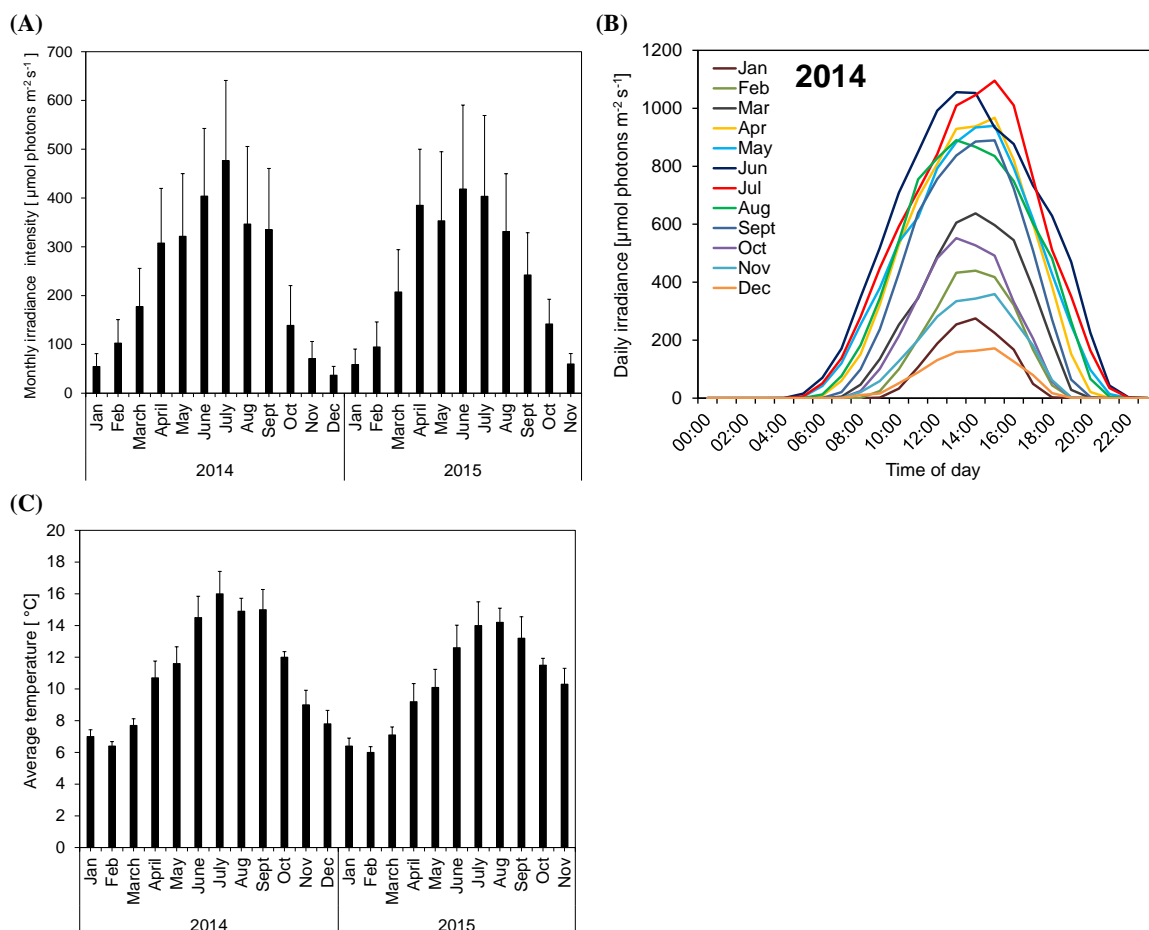 (A)
Monthly irradiance intensity [ µmol photons m⁻² s⁻¹ ]
700
600
500
400
300
200
100
0
Jan
Feb
March
April
May
June
July
Aug
Sept
Oct
Nov
Dec
Jan
Feb
March
April
May
June
July
Aug
Sept
Oct
Nov
2014
2015
(B)
2014
Daily irradiance [µmol photons m⁻² s⁻¹]
1200
1000
800
600
400
200
0
Jan
Feb
Mar
Apr
May
Jun
Jul
Aug
Sept
Oct
Nov
Dec
00:00
02:00
04:00
06:00
08:00
10:00
12:00
14:00
16:00
18:00
20:00
22:00
Time of day
(C)
Average temperature [ °C]
20
18
16
14
12
10
8
6
4
2
0
Jan
Feb
March
April
May
June
July
Aug
Sept
Oct
Nov
Dec
Jan
Feb
March
April
May
June
July
Aug
Sept
Oct
Nov
2014
2015